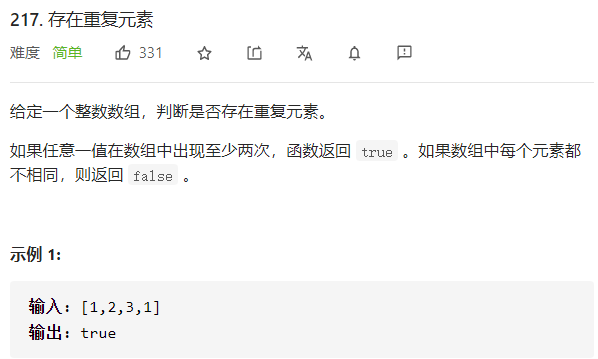 217. 存在重复元素
难度 简单 331
给定一个整数数组，判断是否存在重复元素。
如果任意一值在数组中出现至少两次，函数返回 true 。如果数组中每个元素都
不相同，则返回 false 。
示例 1:
输入：[1,2,3,1]
输出：true